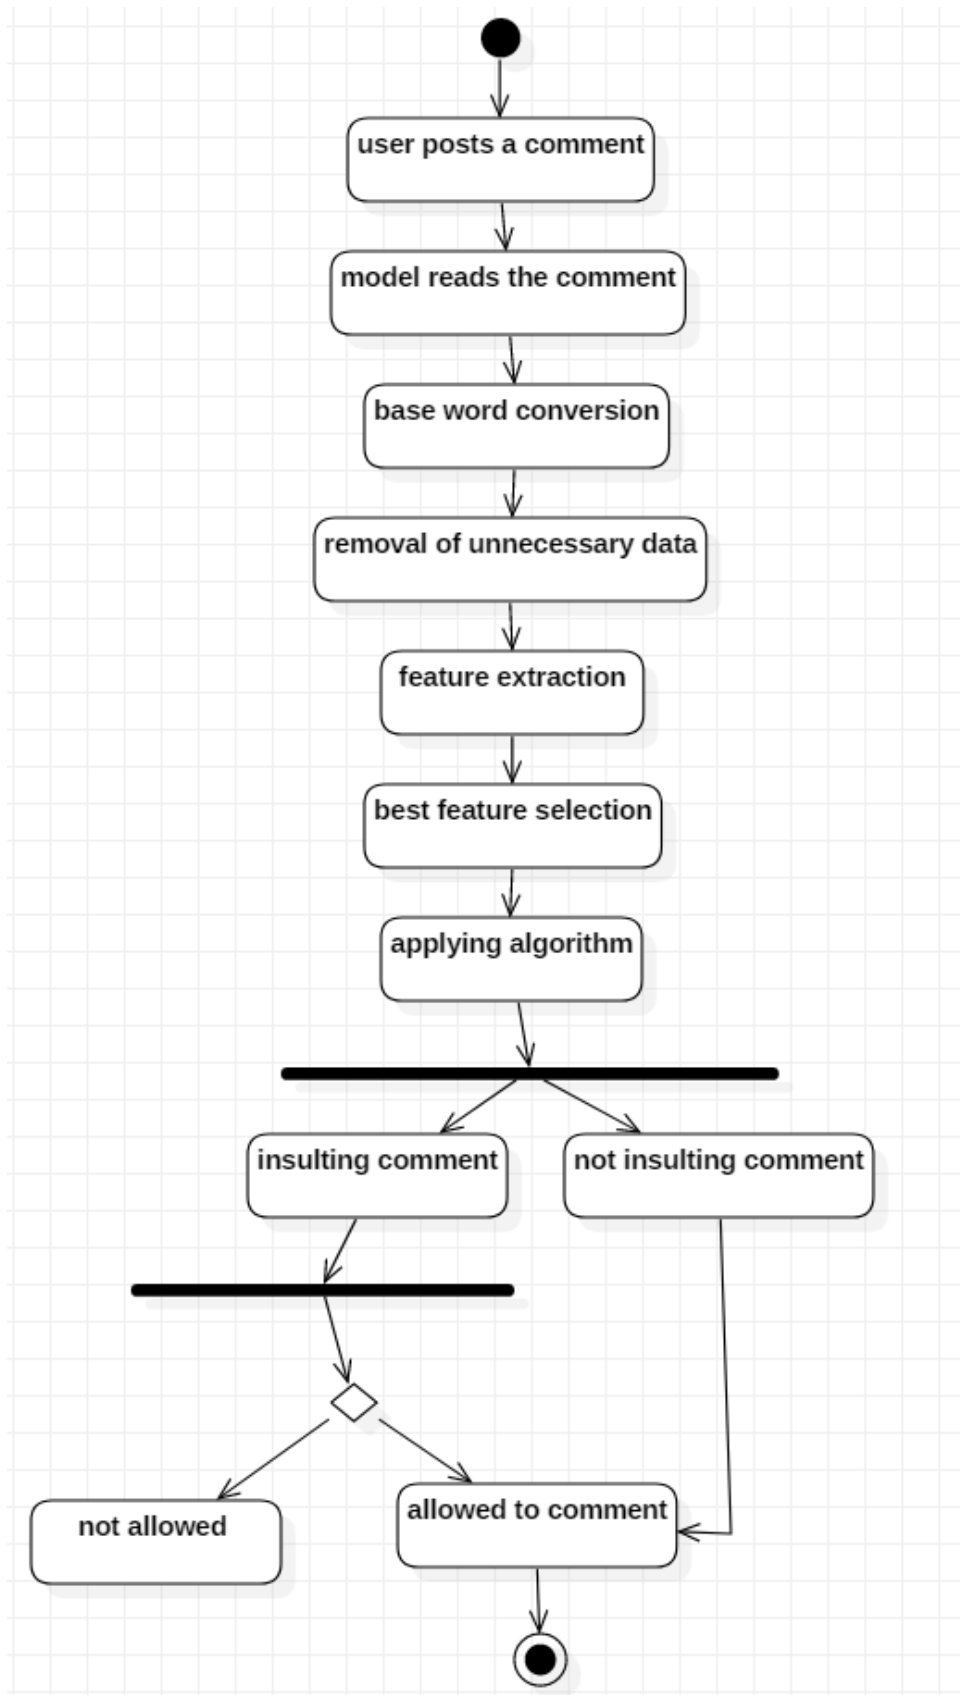 user posts a comment
model reads the comment
base word conversion
removal of unnecessary data
feature extraction
best feature selection
applying algorithm
insulting comment
not insulting comment
not allowed
allowed to comment